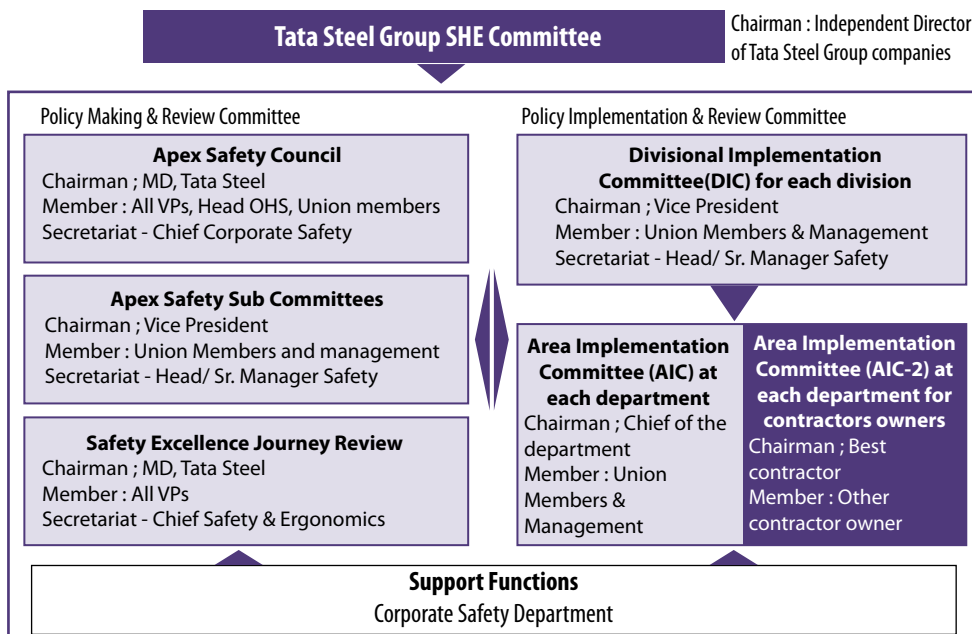 Tata Steel Group SHE Committee
Chairman : Independent Director
of Tata Steel Group companies
Policy Making & Review Committee
Apex Safety Council
Chairman ; MD, Tata Steel
Member : All VPs, Head OHS, Union members
Secretariat - Chief Corporate Safety
Apex Safety Sub Committees
Chairman ; Vice President
Member : Union Members and management
Secretariat - Head/ Sr. Manager Safety
Safety Excellence Journey Review
Chairman ; MD, Tata Steel
Member : All VPs
Secretariat - Chief Safety & Ergonomics
Policy Implementation & Review Committee
Divisional Implementation
Committee(DIC) for each division
Chairman ; Vice President
Member : Union Members & Management
Secretariat - Head/ Sr. Manager Safety
Area Implementation
Committee (AIC) at
each department
Chairman ; Chief of the
department
Member : Union
Members &
Management
Area Implementation
Committee (AIC-2) at
each department for
contractors owners
Chairman ; Best
contractor
Member : Other
contractor owner
Support Functions
Corporate Safety Department